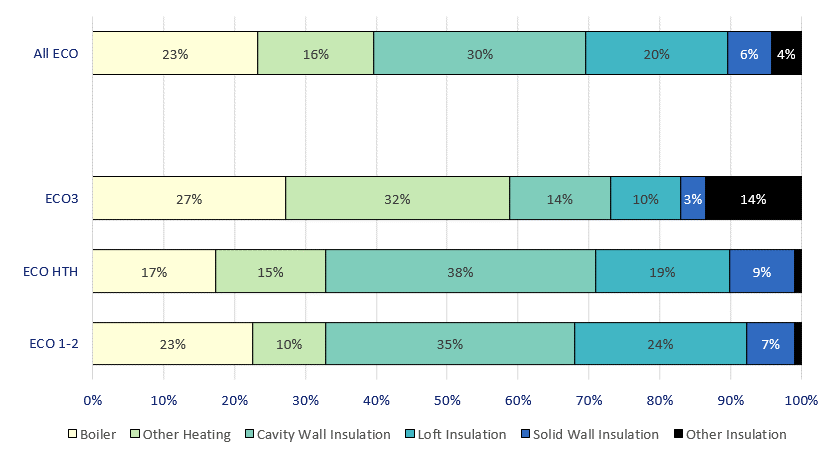 All ECO 23% 16% 30% 20% 6% 4%
ECO3 27% 32% 14% 10% 3% 14%
ECO HTH 17% 15% 38% 19% 9%
ECO 1-2 23% 10% 35% 24% 7%
0% 10% 20% 30% 40% 50% 60% 70% 80% 90% 100%
Boiler Other Heating Cavity Wall Insulation Loft Insulation Solid Wall Insulation Other Insulation